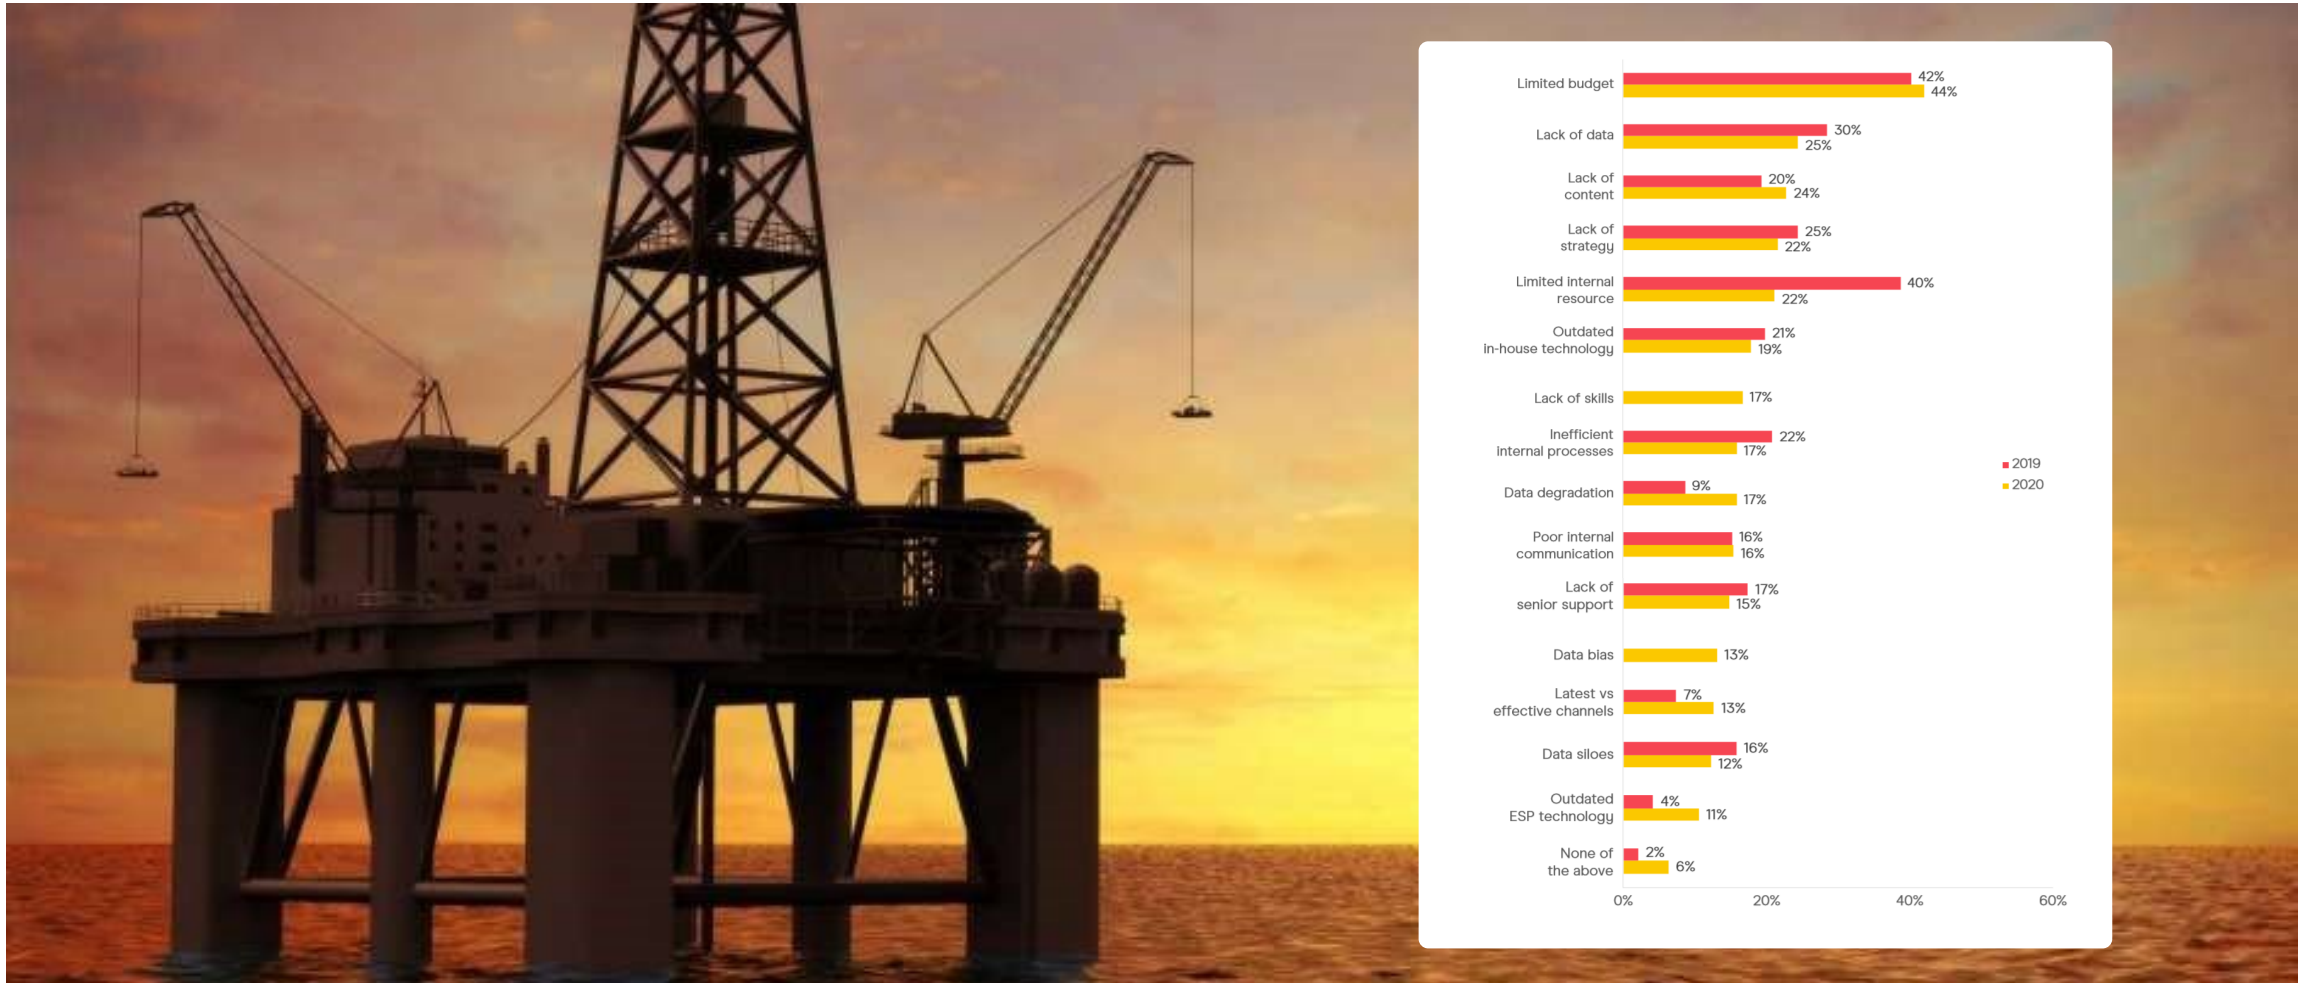 Limited budget
42%
44%
Lack of data
30%
25%
Lack of
content
20%
24%
Lack of
strategy
25%
22%
Limited internal
resource
40%
22%
Outdated
in-house technology
21%
19%
Lack of skills
17%
Inefficient
internal processes
22%
17%
Data degradation
9%
17%
Poor internal
communication
16%
16%
Lack of
senior support
17%
15%
Data bias
13%
Latest vs
effective channels
7%
13%
Data siloes
16%
12%
Outdated
ESP technology
4%
11%
None of
the above
2%
6%
0% 20% 40% 60%
2019
2020